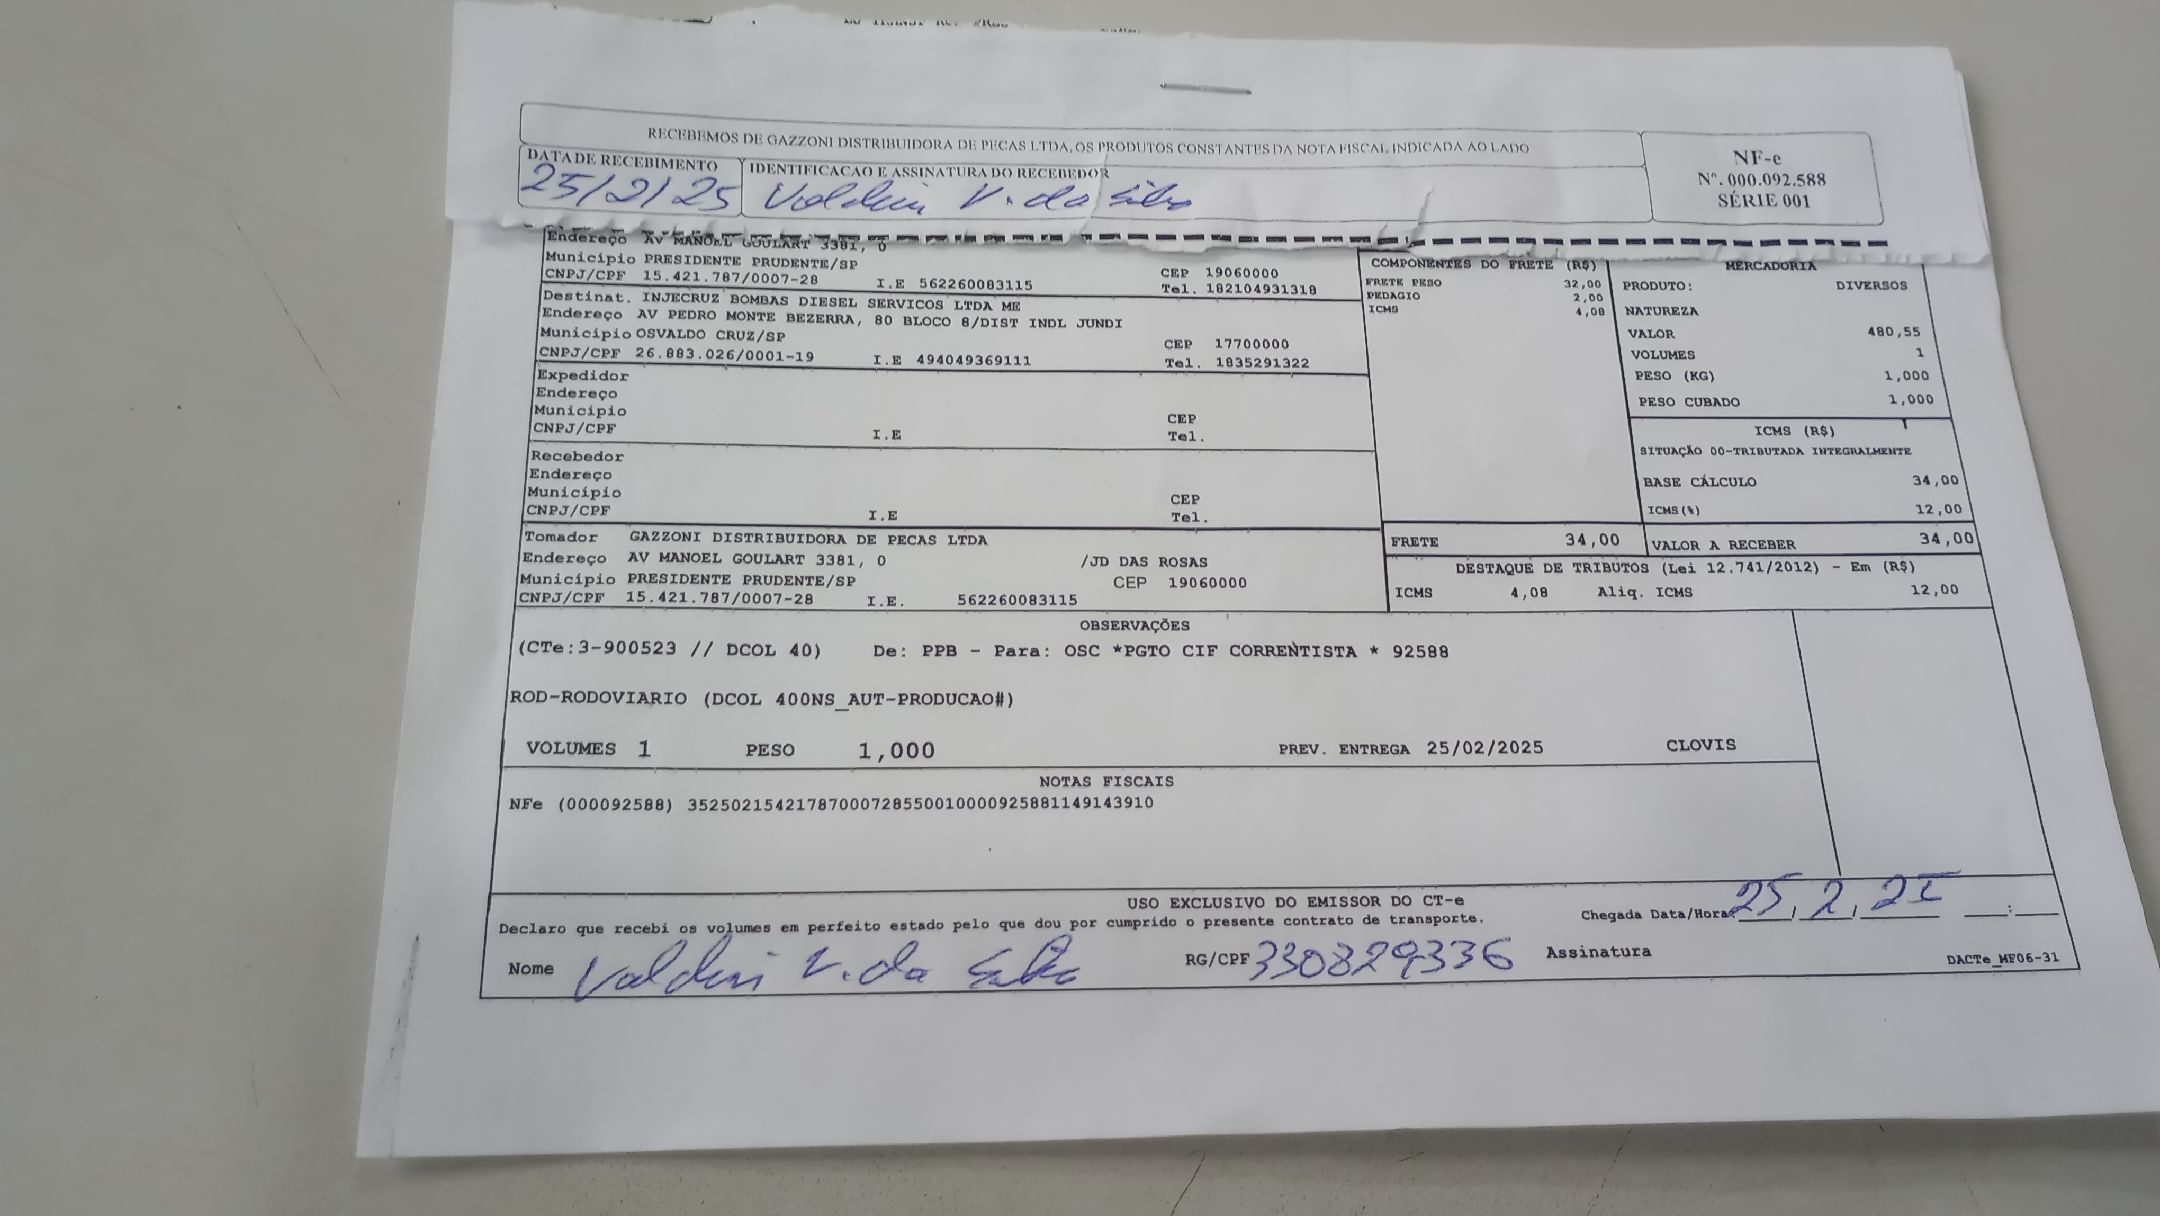 RECEBEMOS DE GAZZONI DISTRIBUIDORA DE PECAS LTDA, OS PRODUTOS CONSTANTES DA NOTA FISCAL INDICADA AO LADO
NF-e
Nº. 000.092.588
SÉRIE 001
DATA DE RECEBIMENTO
25/2/25
IDENTIFICACAO E ASSINATURA DO RECEBEDOR
V. da Silva
Endereço AV MANOEL GOULART 3381, 0
Município PRESIDENTE PRUDENTE/SP CEP 19060000
CNPJ/CPF 15.421.787/0007-28 I.E 562260083115 Tel. 182104931318
Destinat. INJECRUZ BOMBAS DIESEL SERVICOS LTDA ME
Endereço AV PEDRO MONTE BEZERRA, 80 BLOCO 8/DIST INDL JUNDI
Município OSVALDO CRUZ/SP CEP 17700000
CNPJ/CPF 26.883.026/0001-19 I.E 494049369111 Tel. 1835291322
Expedidor
Endereço
Município CEP
CNPJ/CPF I.E Tel.
Recebedor
Endereço
Município CEP
CNPJ/CPF I.E Tel.
Tomador GAZZONI DISTRIBUIDORA DE PECAS LTDA
Endereço AV MANOEL GOULART 3381, 0 /JD DAS ROSAS
Município PRESIDENTE PRUDENTE/SP CEP 19060000
CNPJ/CPF 15.421.787/0007-28 I.E. 562260083115
COMPONENTES DO FRETE (R$)
FRETE PESO 32,00
PEDAGIO 2,00
ICMS 4,08
MERCADORIA
PRODUTO: DIVERSOS
NATUREZA
VALOR 480,55
VOLUMES 1
PESO (KG) 1,000
PESO CUBADO 1,000
ICMS (R$)
SITUAÇÃO 00-TRIBUTADA INTEGRALMENTE
BASE CÁLCULO 34,00
ICMS(%) 12,00
FRETE 34,00
VALOR A RECEBER 34,00
DESTAQUE DE TRIBUTOS (Lei 12.741/2012) - Em (R$)
ICMS 4,08 Aliq. ICMS 12,00
OBSERVAÇÕES
(CTe:3-900523 // DCOL 40) De: PPB - Para: OSC *PGTO CIF CORRENTISTA * 92588
ROD-RODOVIARIO (DCOL 400NS_AUT-PRODUCAO#)
VOLUMES 1 PESO 1,000 PREV. ENTREGA 25/02/2025 CLOVIS
NOTAS FISCAIS
NFe (000092588) 35250215421787000728550010000925881149143910
USO EXCLUSIVO DO EMISSOR DO CT-e
Declaro que recebi os volumes em perfeito estado pelo que dou por cumprido o presente contrato de transporte.
Chegada Data/Hora: 25/2/25 :
Nome V. da Silva RG/CPF 330829336 Assinatura
DACTe_MF06-31